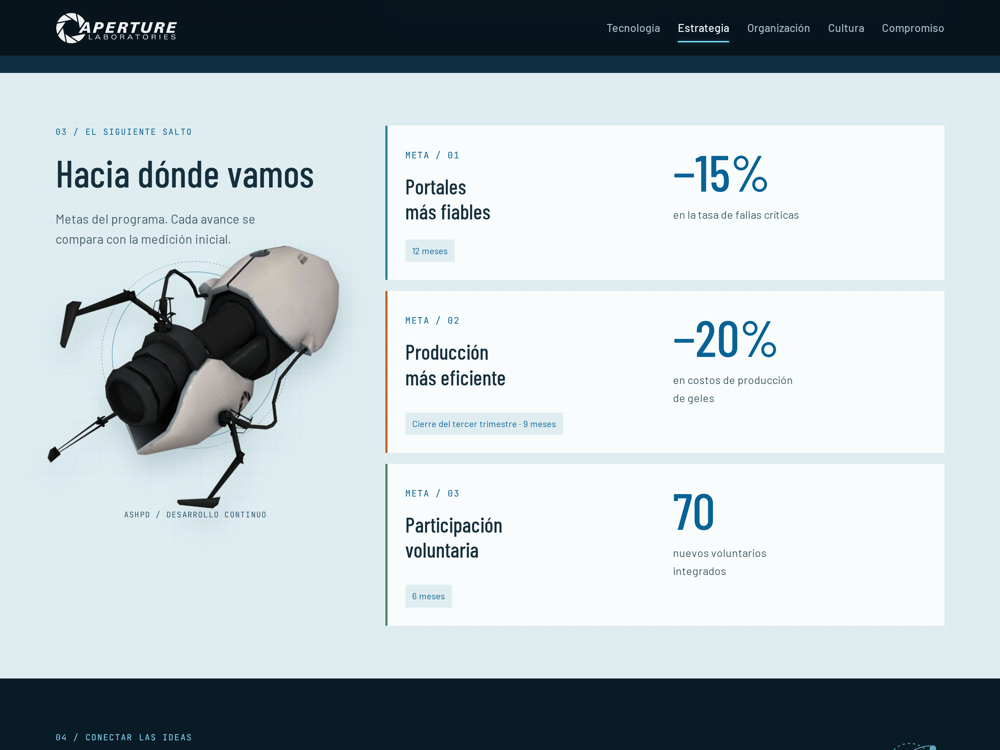 APERTURE
LABORATORIES
Tecnología
Estrategia
Organización
Cultura
Compromiso
03 / EL SIGUIENTE SALTO
Hacia dónde vamos
Metas del programa. Cada avance se
compara con la medición inicial.
ASHPD / DESARROLLO CONTINUO
META / 01
Portales
más fiables
12 meses
–15%
en la tasa de fallas críticas
META / 02
Producción
más eficiente
Cierre del tercer trimestre · 9 meses
–20%
en costos de producción
de geles
META / 03
Participación
voluntaria
6 meses
70
nuevos voluntarios
integrados
04 / CONECTAR LAS IDEAS